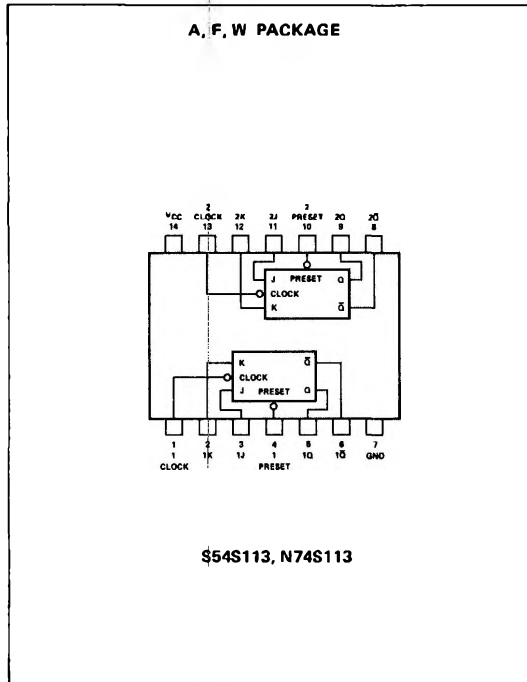 A, F, W PACKAGE
2 2
VCC CLOCK 2K 2J PRESET 2Q 2Q̅
14 13 12 11 10 9 8
J PRESET Q
CLOCK
K Q̅
K Q̅
CLOCK
J PRESET Q
1 2 3 4 5 6 7
1 1K 1J 1 1Q 1Q̅ GND
CLOCK PRESET
S54S113, N74S113